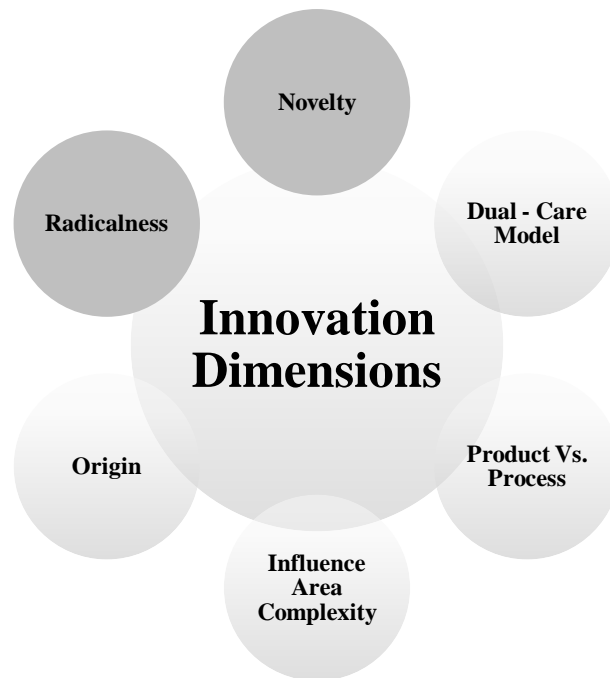 Novelty
Dual - Care
Model
Radicalness
Innovation
Dimensions
Origin
Product Vs.
Process
Influence
Area
Complexity